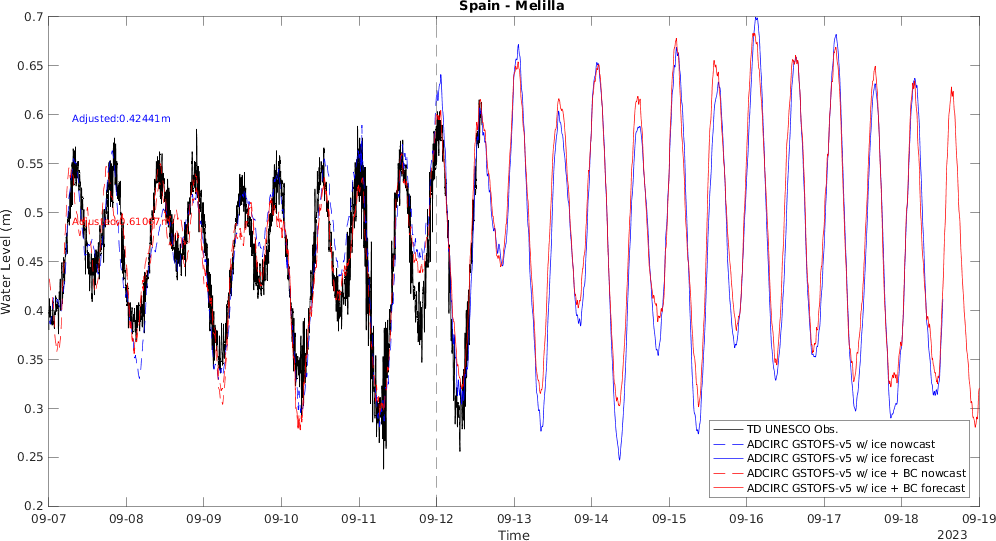 Spain - Melilla
0.7
0.65
0.6
0.55
0.5
0.45
0.4
0.35
0.3
0.25
0.2
Water Level (m)
Adjusted:0.42441m
TD UNESCO Obs.
ADCIRC GSTOFS-v5 w/ ice nowcast
ADCIRC GSTOFS-v5 w/ ice forecast
ADCIRC GSTOFS-v5 w/ ice + BC nowcast
ADCIRC GSTOFS-v5 w/ ice + BC forecast
09-07 09-08 09-09 09-10 09-11 09-12 09-13 09-14 09-15 09-16 09-17 09-18 09-19
Time
2023